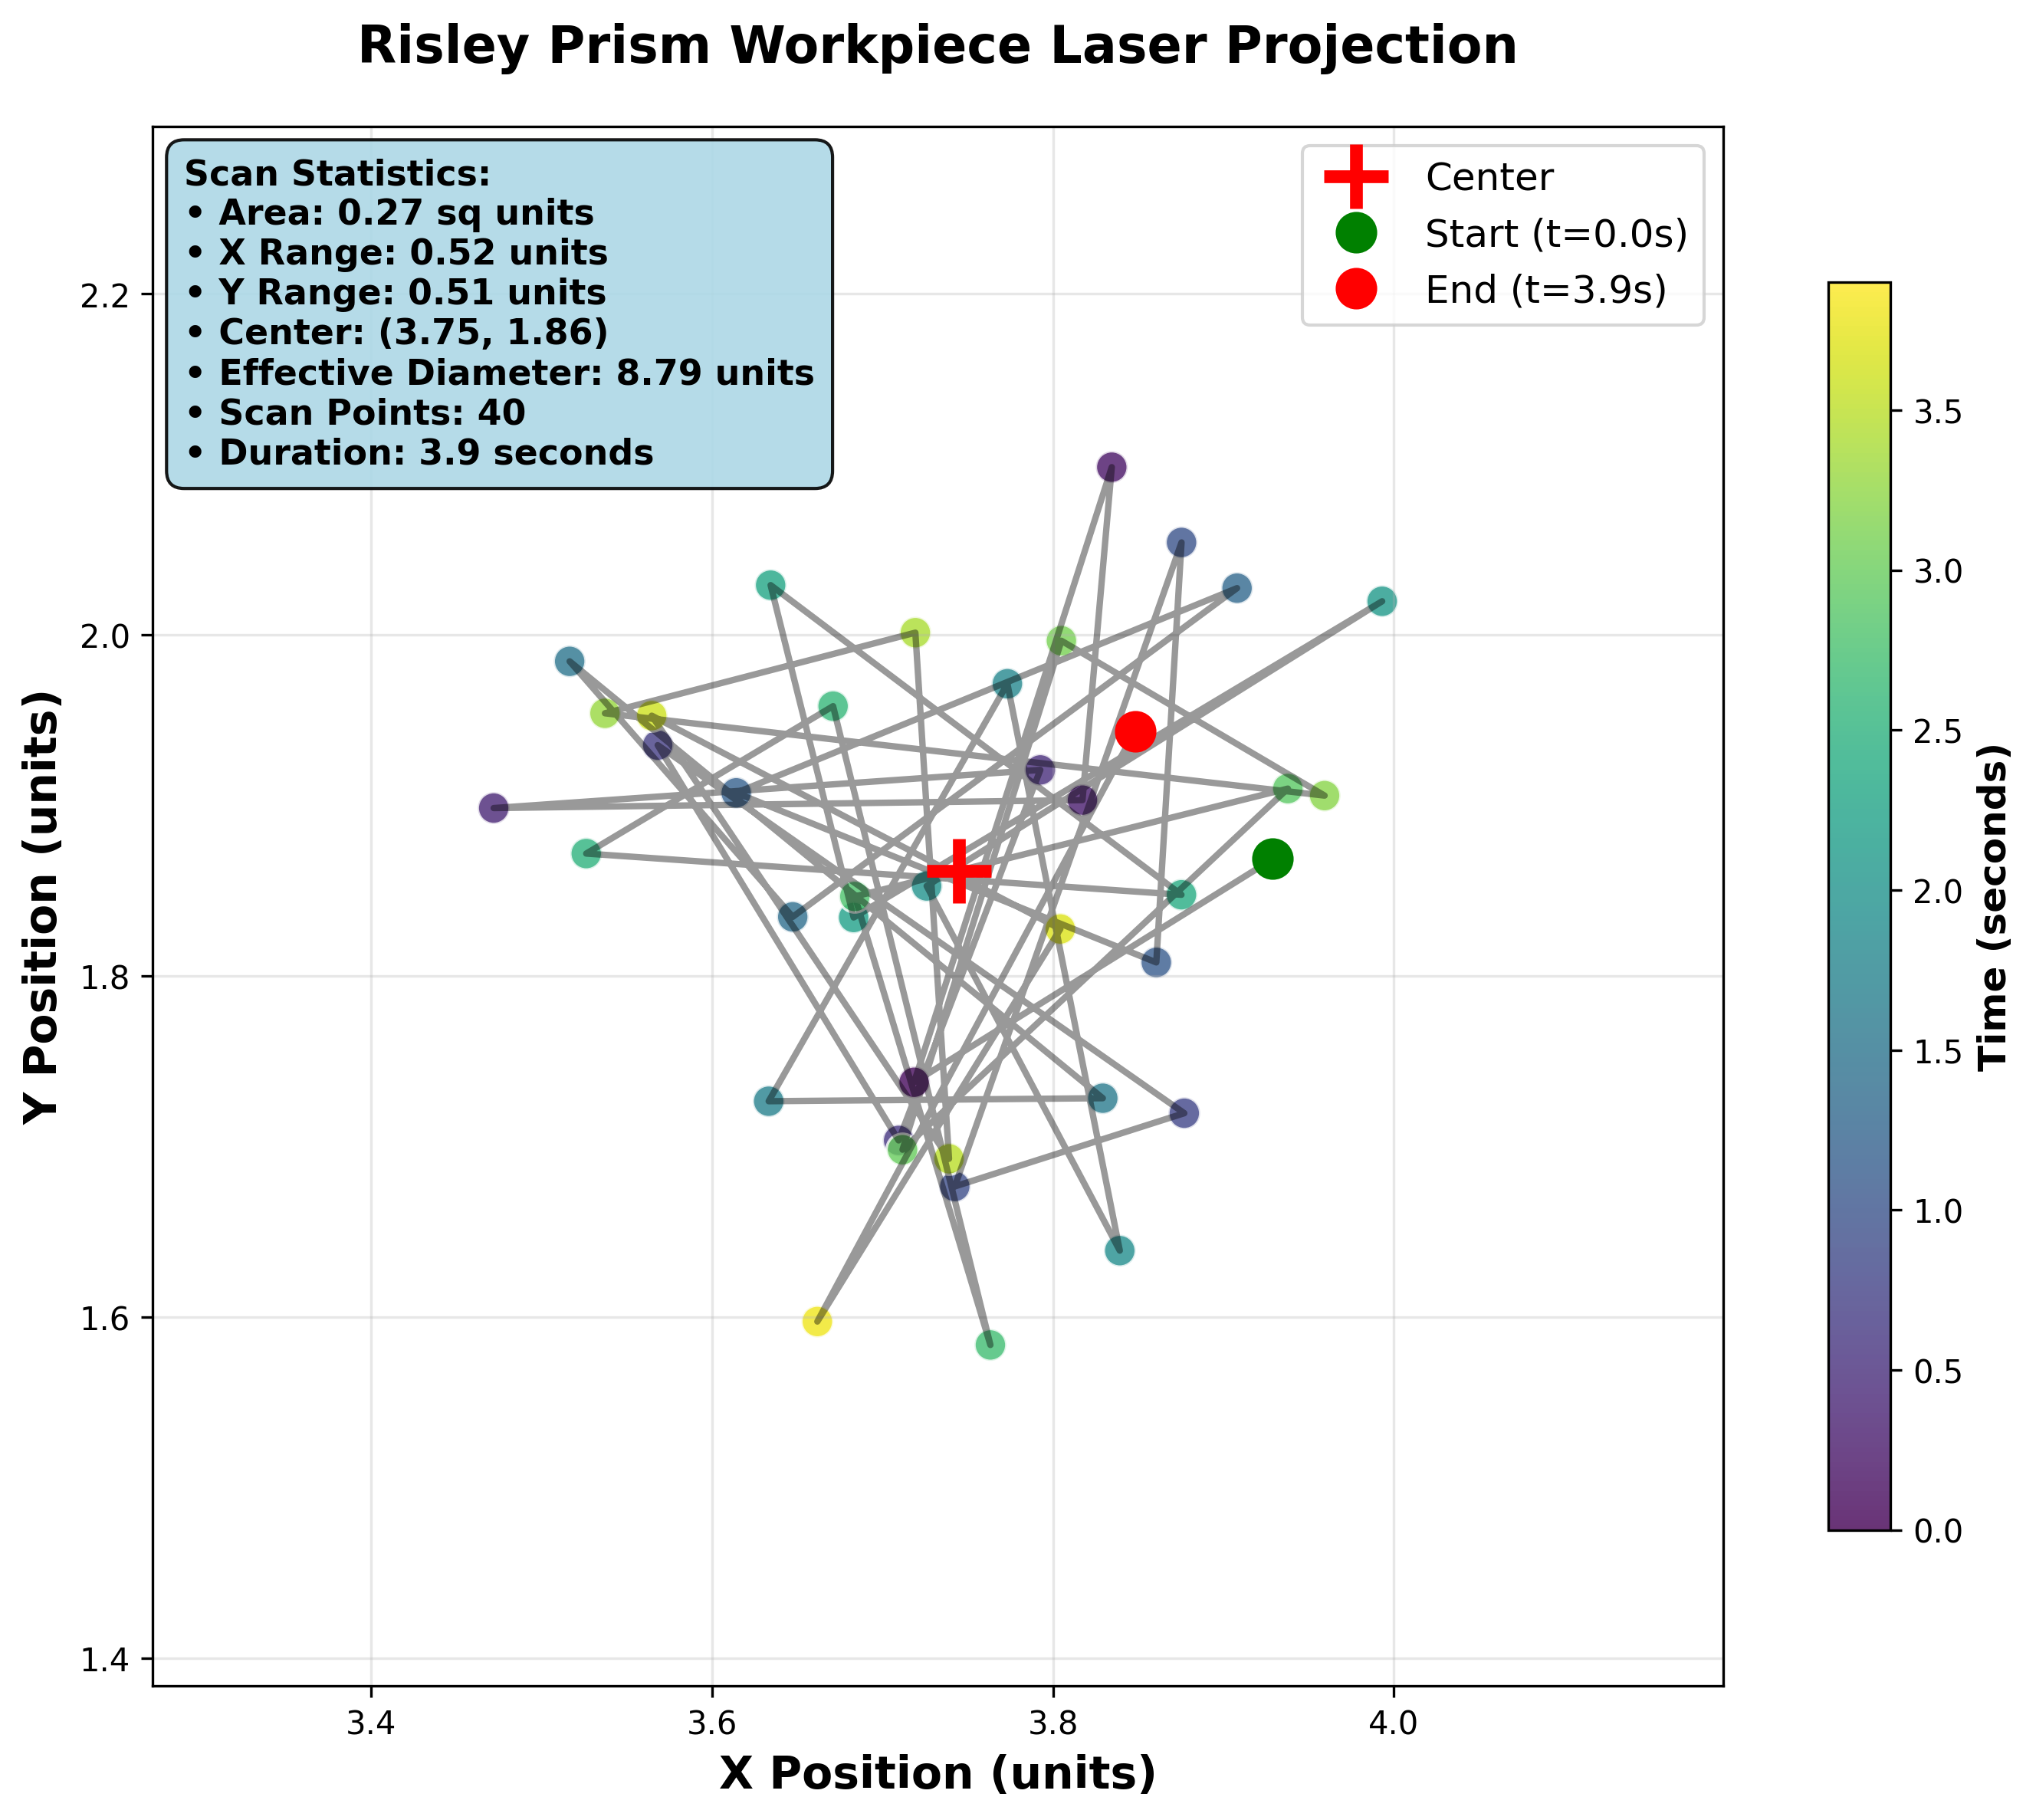 Risley Prism Workpiece Laser Projection
Scan Statistics:
• Area: 0.27 sq units
• X Range: 0.52 units
• Y Range: 0.51 units
• Center: (3.75, 1.86)
• Effective Diameter: 8.79 units
• Scan Points: 40
• Duration: 3.9 seconds
Center
Start (t=0.0s)
End (t=3.9s)
Y Position (units)
2.2
2.0
1.8
1.6
1.4
3.4
3.6
3.8
4.0
X Position (units)
3.5
3.0
2.5
2.0
1.5
1.0
0.5
0.0
Time (seconds)